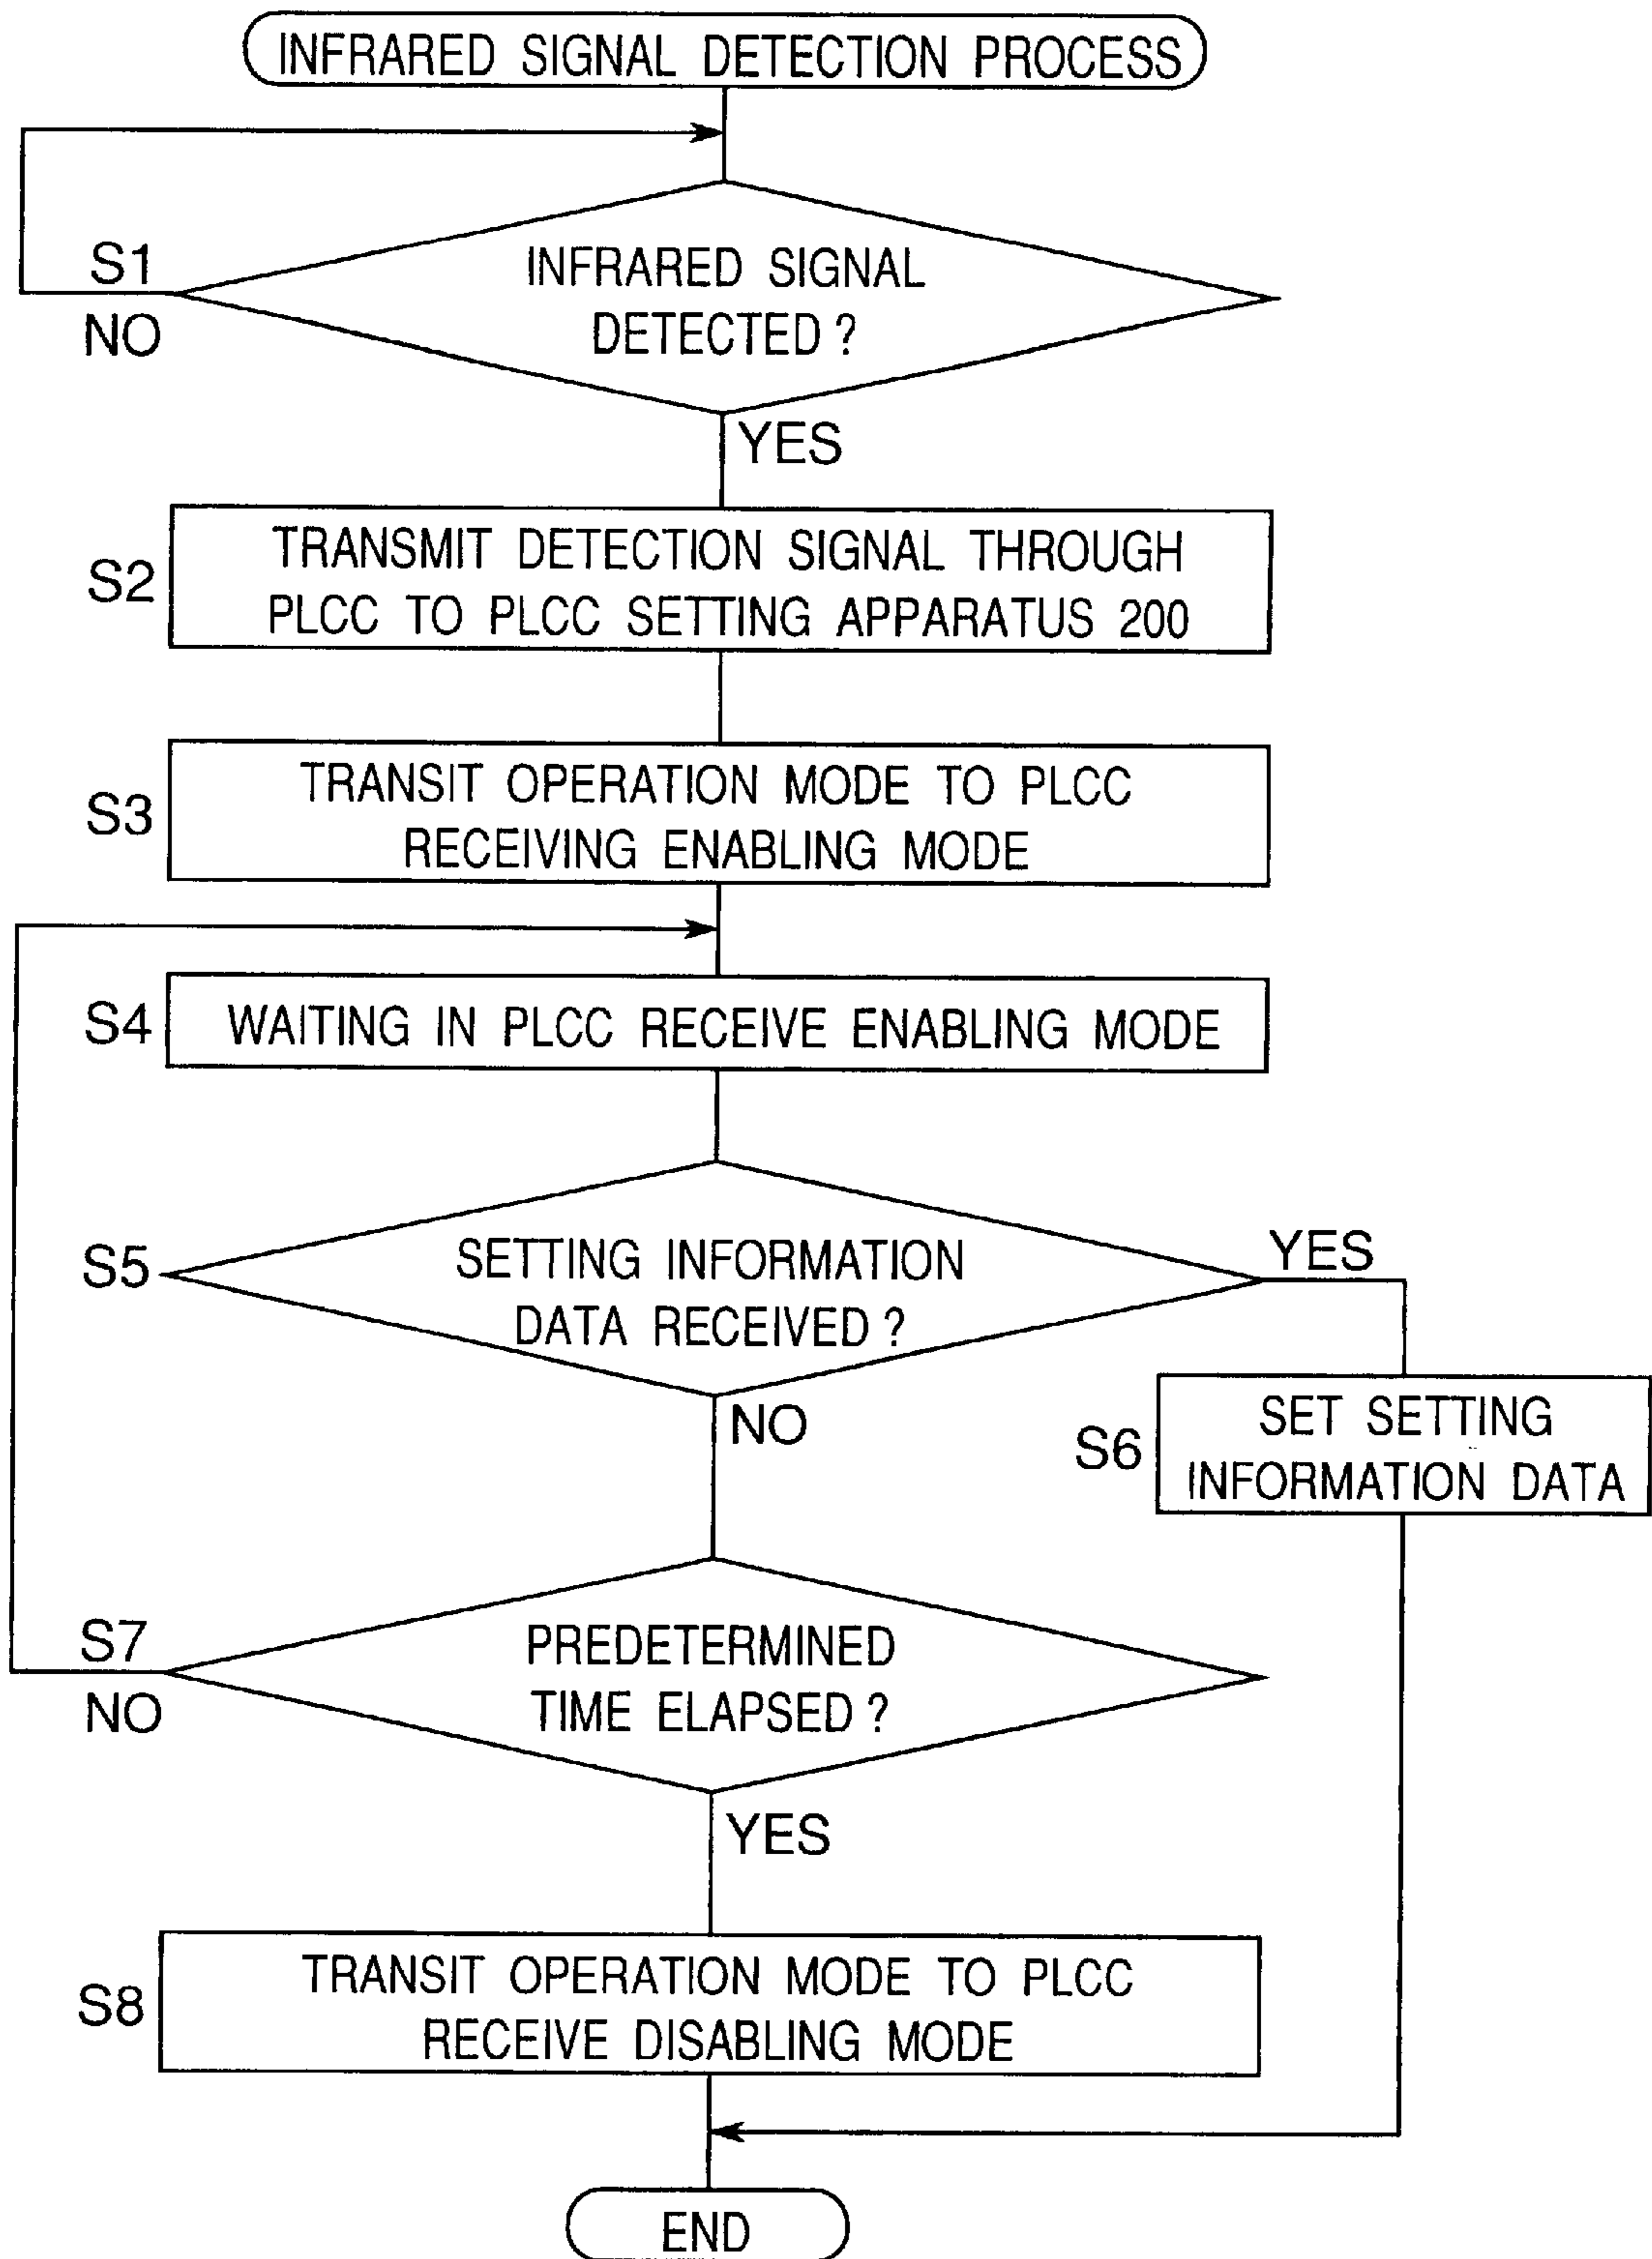 INFRARED SIGNAL DETECTION PROCESS
S1
NO
INFRARED SIGNAL
DETECTED ?
YES
S2
TRANSMIT DETECTION SIGNAL THROUGH
PLCC TO PLCC SETTING APPARATUS 200
S3
TRANSIT OPERATION MODE TO PLCC
RECEIVING ENABLING MODE
S4
WAITING IN PLCC RECEIVE ENABLING MODE
S5
SETTING INFORMATION
DATA RECEIVED ?
YES
NO
S6
SET SETTING
INFORMATION DATA
S7
NO
PREDETERMINED
TIME ELAPSED ?
YES
S8
TRANSIT OPERATION MODE TO PLCC
RECEIVE DISABLING MODE
END